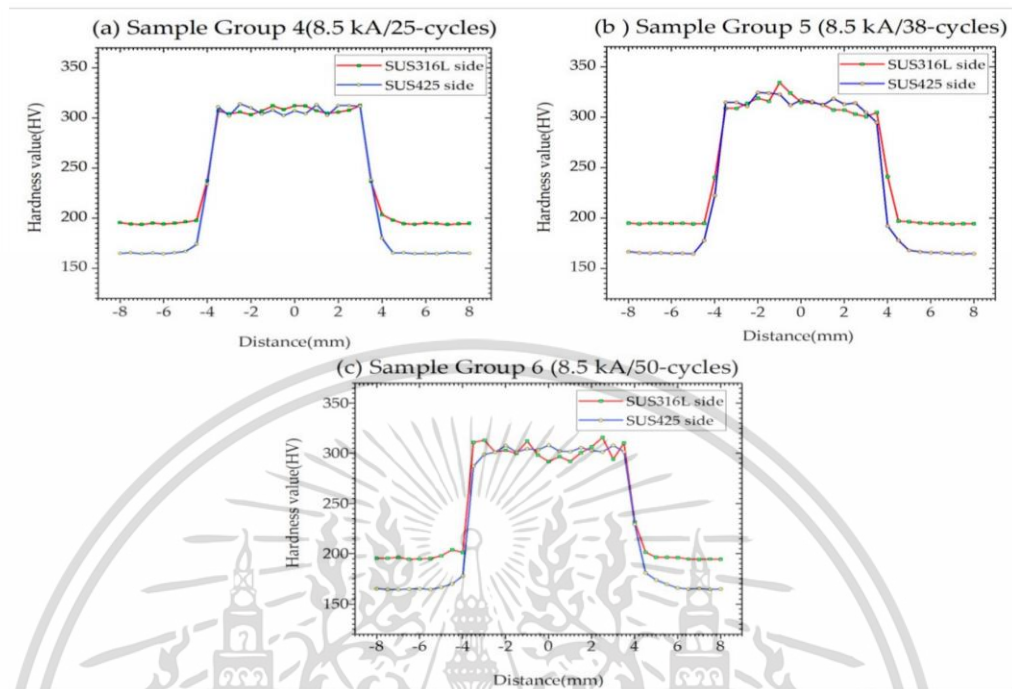 (a) Sample Group 4(8.5 kA/25-cycles)
350
300
250
200
150
Hardness value(HV)
SUS316L side
SUS425 side
-8 -6 -4 -2 0 2 4 6 8
Distance(mm)
(b ) Sample Group 5 (8.5 kA/38-cycles)
350
300
250
200
150
Hardness value(HV)
SUS316L side
SUS425 side
-8 -6 -4 -2 0 2 4 6 8
Distance(mm)
(c) Sample Group 6 (8.5 kA/50-cycles)
350
300
250
200
150
Hardness value(HV)
SUS316L side
SUS425 side
-8 -6 -4 -2 0 2 4 6 8
Distance(mm)